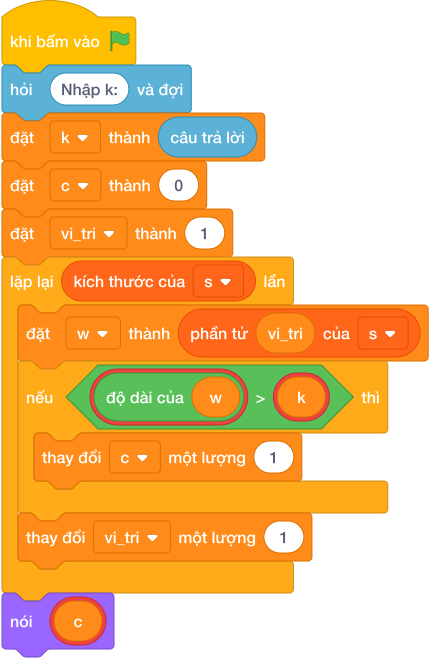 khi bấm vào
hỏi Nhập k: và đợi
đặt k thành câu trả lời
đặt c thành 0
đặt vi_tri thành 1
lặp lại kích thước của s lần
đặt w thành phần tử vi_tri của s
nếu độ dài của w > k thì
thay đổi c một lượng 1
thay đổi vi_tri một lượng 1
nói c